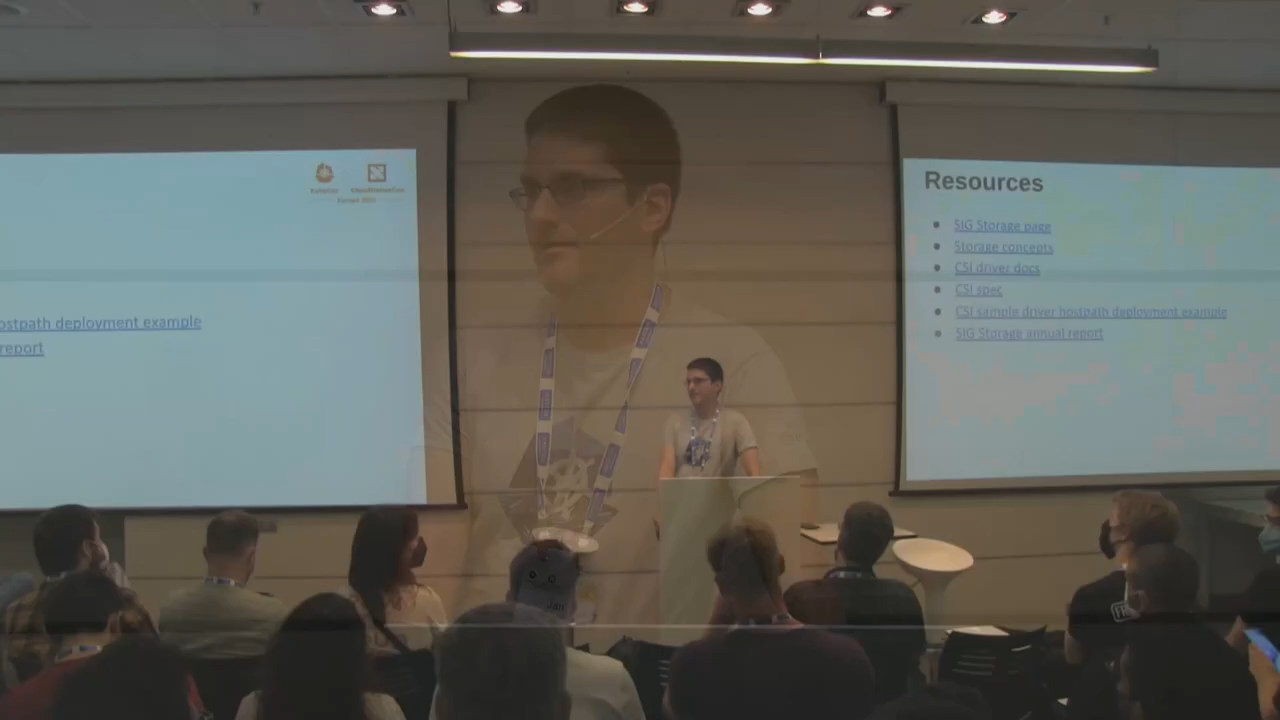 Resources
SIG Storage page
Storage concepts
CSI driver docs
CSI spec
CSI sample driver hostpath deployment example
SIG Storage annual report
ostpath deployment example
report
Jan